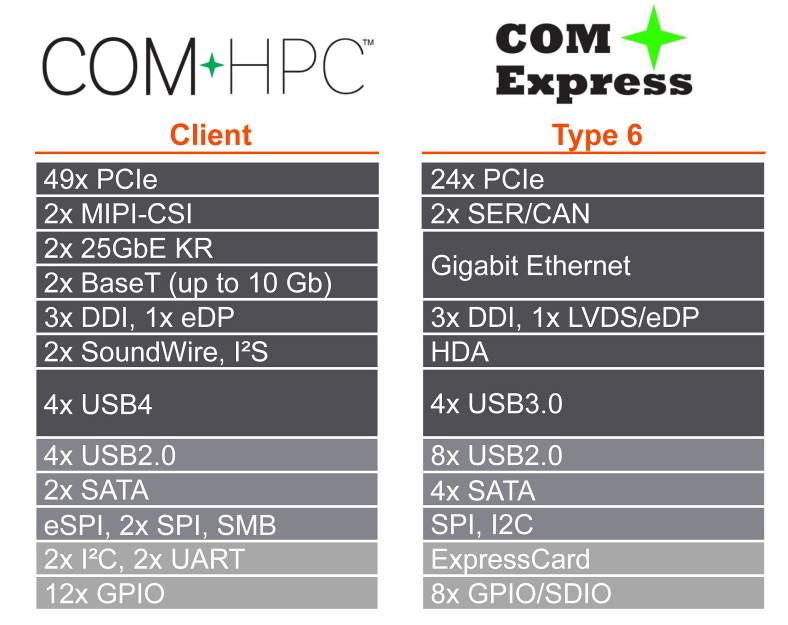 COM HPC™
Client
49x PCIe
2x MIPI-CSI
2x 25GbE KR
2x BaseT (up to 10 Gb)
3x DDI, 1x eDP
2x SoundWire, I²S
4x USB4
4x USB2.0
2x SATA
eSPI, 2x SPI, SMB
2x I²C, 2x UART
12x GPIO
COM
Express
Type 6
24x PCIe
2x SER/CAN
Gigabit Ethernet
3x DDI, 1x LVDS/eDP
HDA
4x USB3.0
8x USB2.0
4x SATA
SPI, I2C
ExpressCard
8x GPIO/SDIO